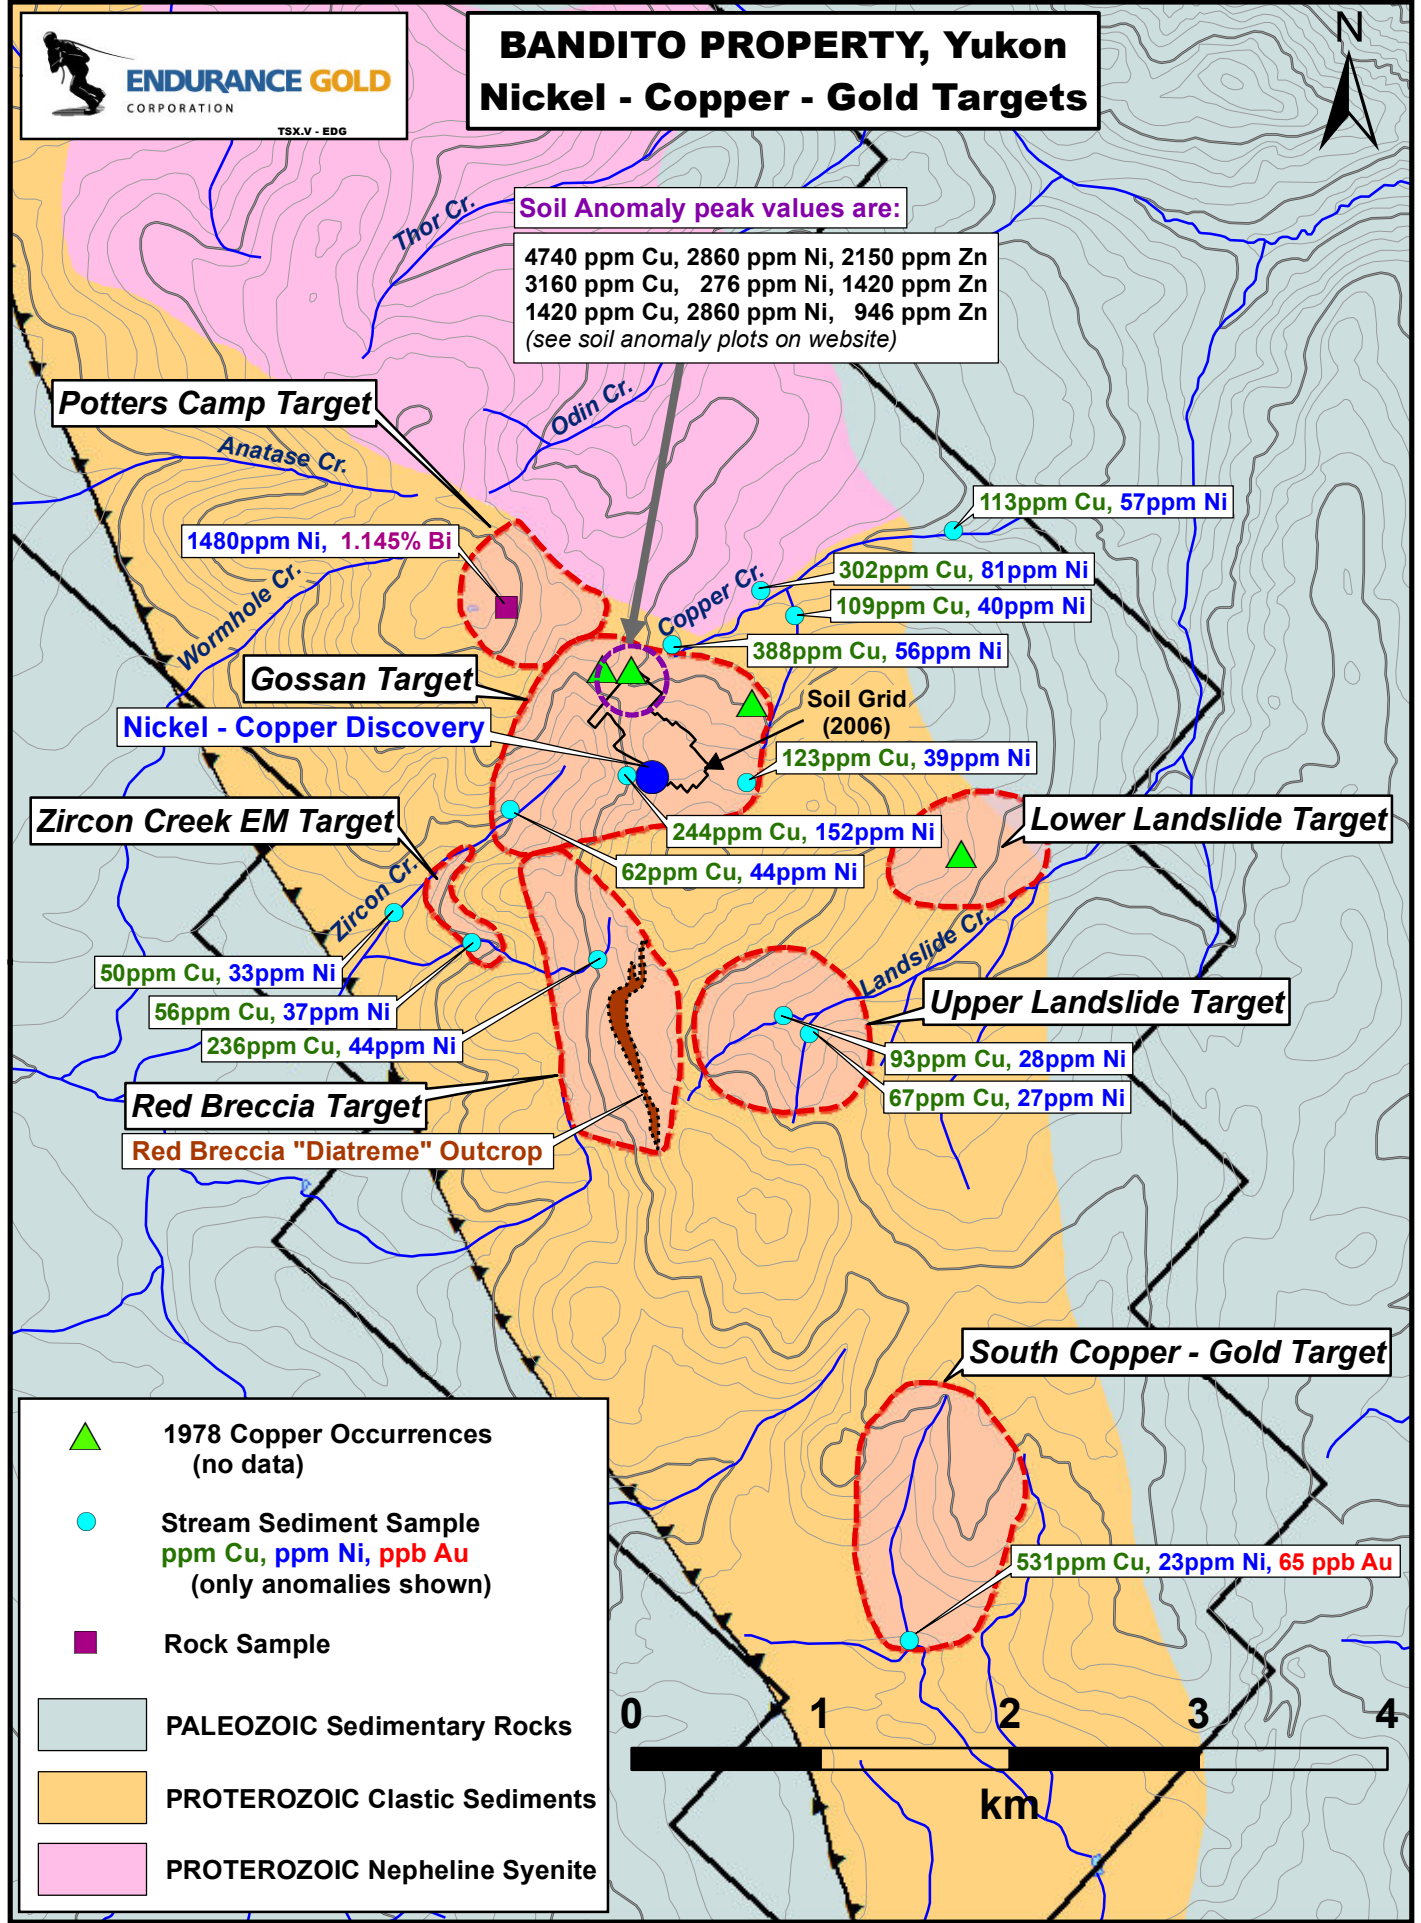 ENDURANCE GOLD
CORPORATION
TSX.V - EDG
BANDITO PROPERTY, Yukon
Nickel - Copper - Gold Targets
N
Thor Cr.
Soil Anomaly peak values are:
4740 ppm Cu, 2860 ppm Ni, 2150 ppm Zn
3160 ppm Cu, 276 ppm Ni, 1420 ppm Zn
1420 ppm Cu, 2860 ppm Ni, 946 ppm Zn
(see soil anomaly plots on website)
Potters Camp Target
Odin Cr.
Anatase Cr.
113ppm Cu, 57ppm Ni
1480ppm Ni, 1.145% Bi
302ppm Cu, 81ppm Ni
Copper Cr.
109ppm Cu, 40ppm Ni
Wormhole Cr.
388ppm Cu, 56ppm Ni
Gossan Target
Soil Grid
(2006)
Nickel - Copper Discovery
123ppm Cu, 39ppm Ni
Zircon Creek EM Target
Lower Landslide Target
244ppm Cu, 152ppm Ni
62ppm Cu, 44ppm Ni
Zircon Cr.
Landslide Cr.
50ppm Cu, 33ppm Ni
Upper Landslide Target
56ppm Cu, 37ppm Ni
236ppm Cu, 44ppm Ni
93ppm Cu, 28ppm Ni
67ppm Cu, 27ppm Ni
Red Breccia Target
Red Breccia "Diatreme" Outcrop
South Copper - Gold Target
531ppm Cu, 23ppm Ni, 65 ppb Au
1978 Copper Occurrences
(no data)
Stream Sediment Sample
ppm Cu, ppm Ni, ppb Au
(only anomalies shown)
Rock Sample
PALEOZOIC Sedimentary Rocks
PROTEROZOIC Clastic Sediments
PROTEROZOIC Nepheline Syenite
0 1 2 3 4
km